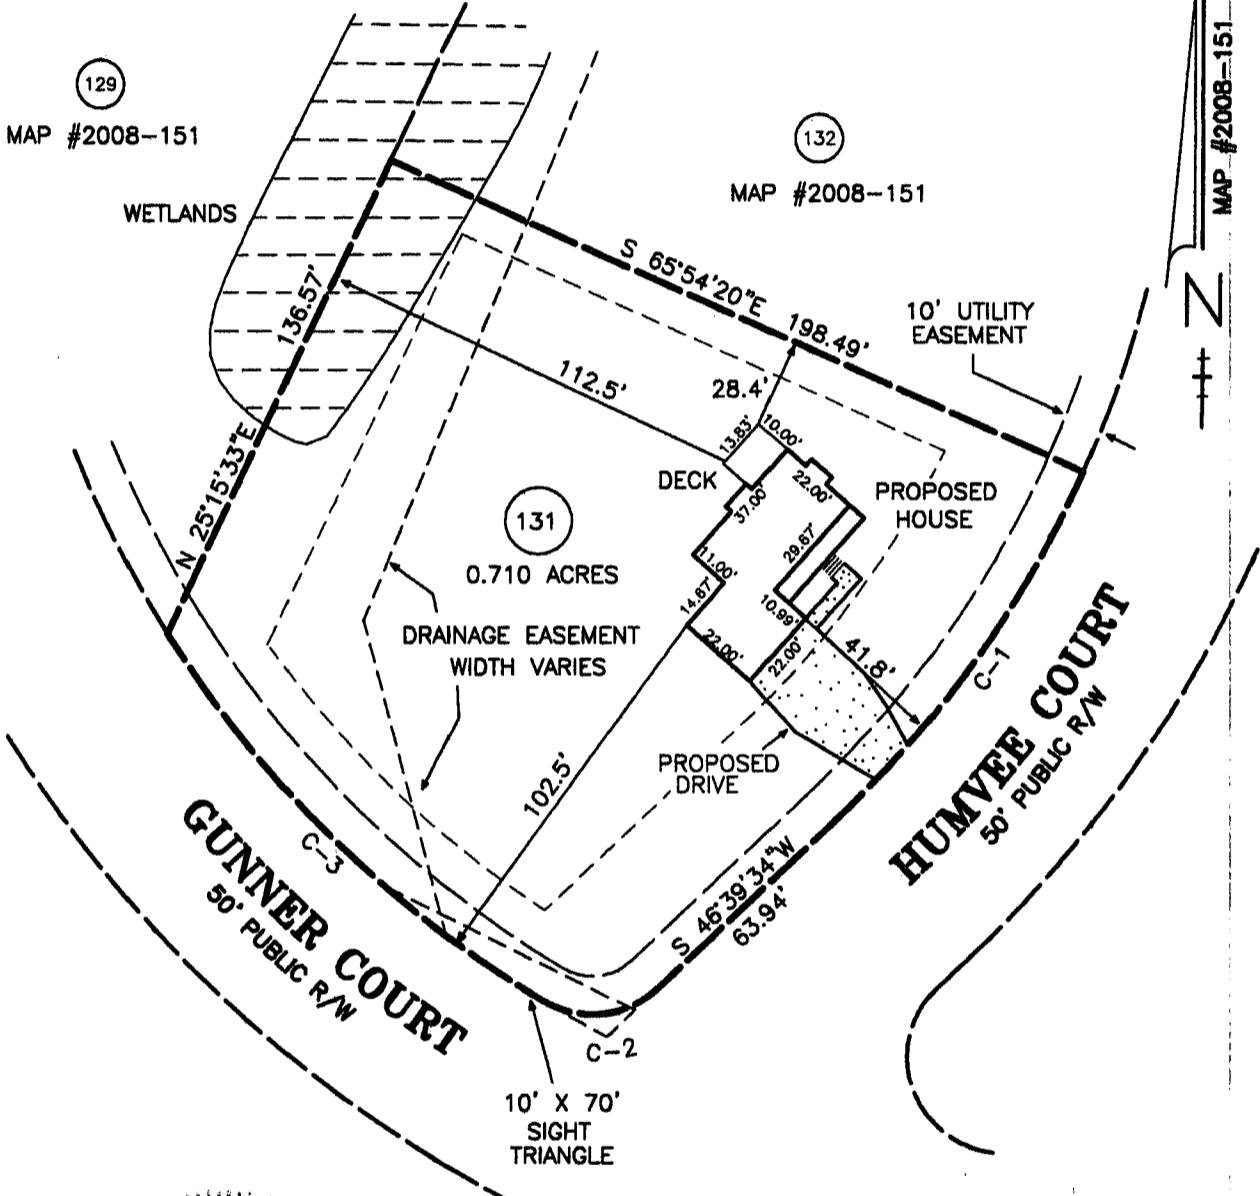 129
MAP #2008-151
132
MAP #2008-151
MAP #2008-151
WETLANDS
S 65°54'20"E 198.49'
136.57'
N 25°15'33"E
10' UTILITY
EASEMENT
N
112.5'
28.4'
13.83'
10.00'
DECK
22.00'
37.00'
PROPOSED
HOUSE
131
0.710 ACRES
29.67'
11.00'
14.87'
10.99'
22.00'
22.00'
41.8'
DRAINAGE EASEMENT
WIDTH VARIES
C-1
HUMVEE COURT
50' PUBLIC R/W
PROPOSED
DRIVE
102.5'
S 46°39'34"W
63.94'
C-3
GUNNER COURT
50' PUBLIC R/W
C-2
10' X 70'
SIGHT
TRIANGLE